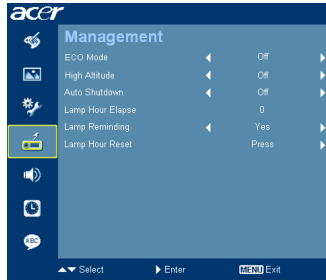 acer
Management
ECO Mode Off
High Altitude Off
Auto Shutdown Off
Lamp Hour Elapse 0
Lamp Reminding Yes
Lamp Hour Reset Press
ABC
Select Enter MENU Exit